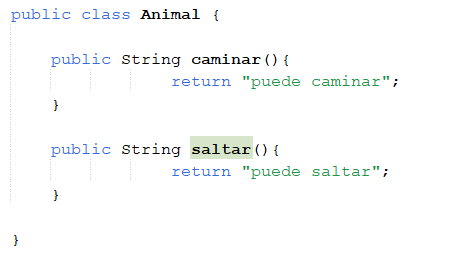 public class Animal {
public String caminar(){
return "puede caminar";
}
public String saltar(){
return "puede saltar";
}
}